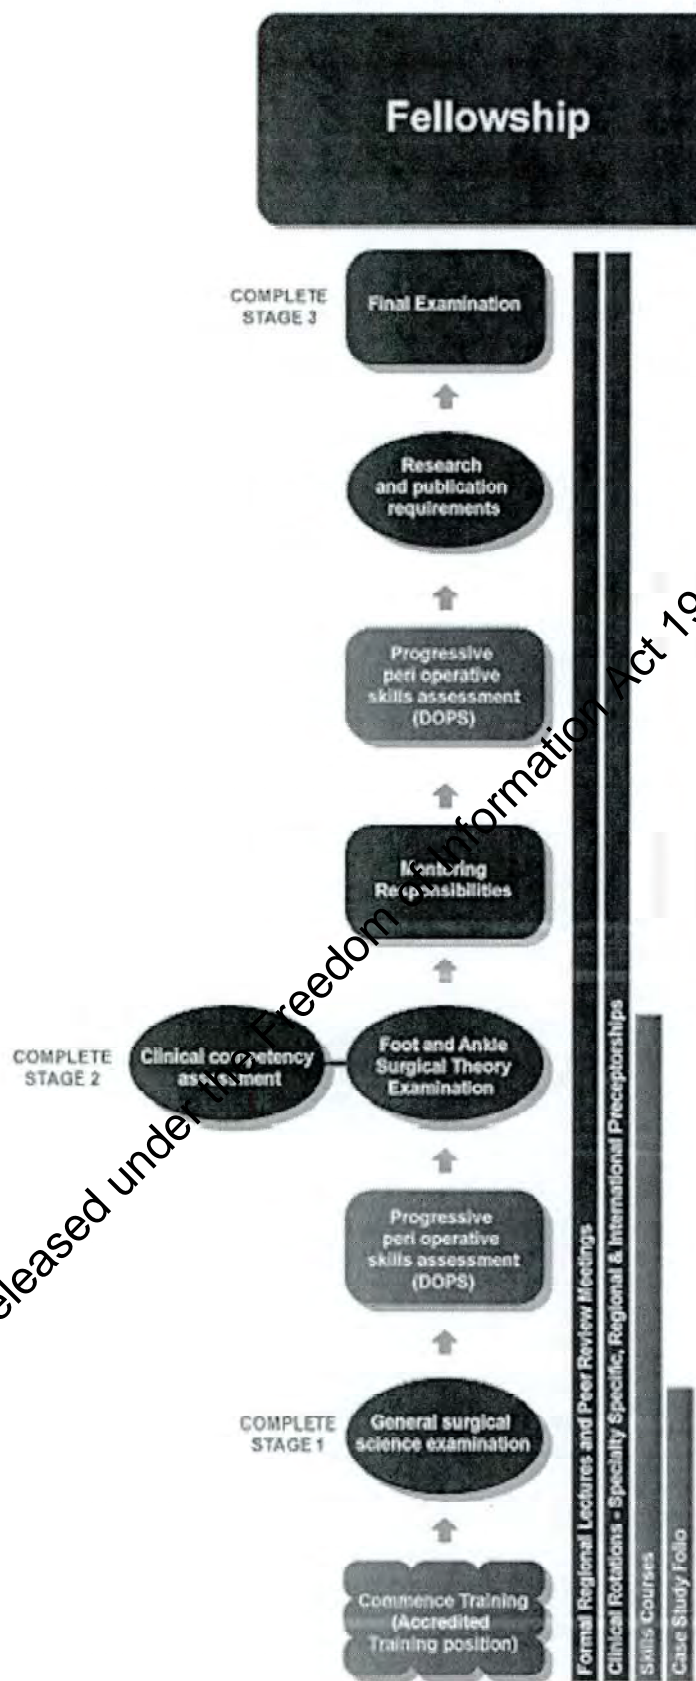 Fellowship
COMPLETE
STAGE 3
Final Examination
Research
and publication
requirements
Progressive
peri operative
skills assessment
(DOPS)
Mentoring
Responsibilities
COMPLETE
STAGE 2
Clinical competency
assessment
Foot and Ankle
Surgical Theory
Examination
Progressive
peri operative
skills assessment
(DOPS)
COMPLETE
STAGE 1
General surgical
science examination
Commence Training
(Accredited
Training position)
Formal Regional Lectures and Peer Review Meetings
Clinical Rotations - Specialty Specific, Regional & International Preceptorships
Skills Courses
Case Study Folio
eleased under the Freedom of Information Act 19